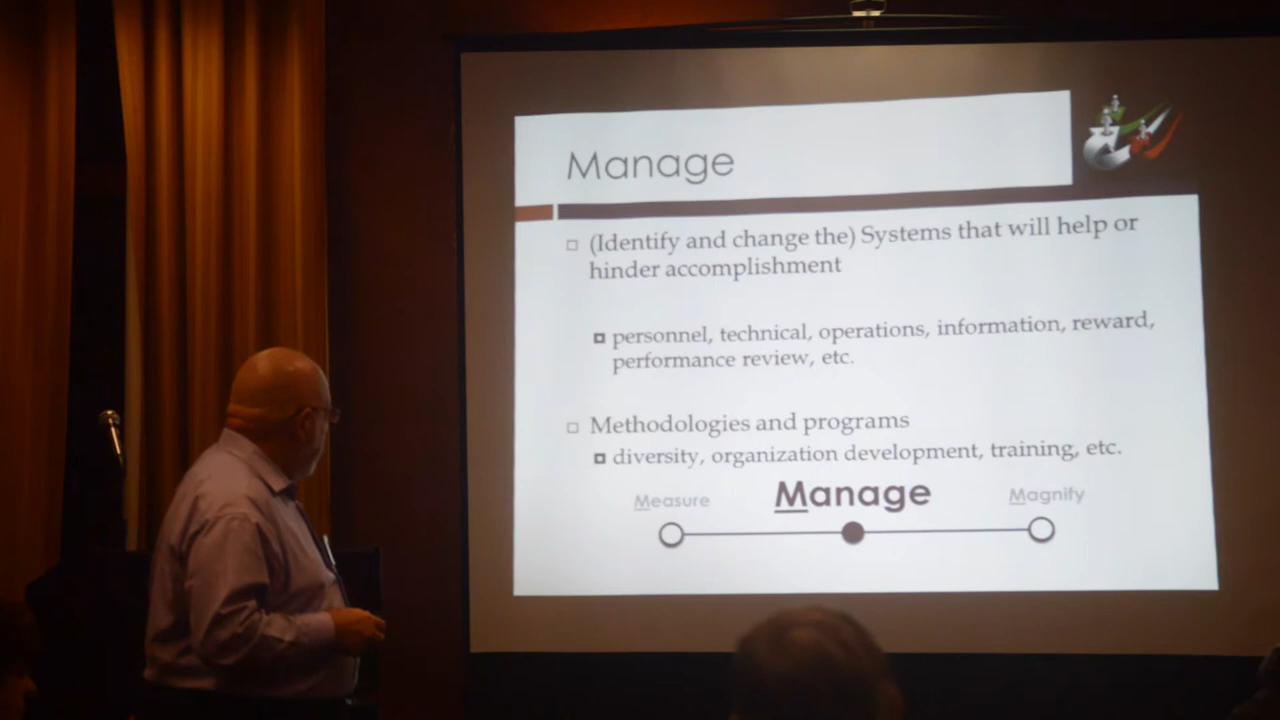 Manage
(Identify and change the) Systems that will help or
hinder accomplishment
personnel, technical, operations, information, reward,
performance review, etc.
Methodologies and programs
diversity, organization development, training, etc.
Measure Manage Magnify